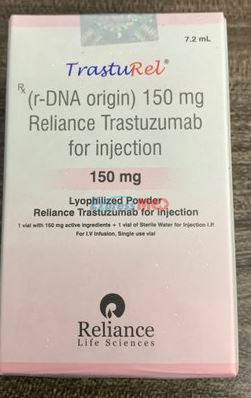 7.2 mL
TrastuRel®
Rx (r-DNA origin) 150 mg
Reliance Trastuzumab
for injection
150 mg
Lyophilized Powder
Reliance Trastuzumab for Injection
1 vial with 150 mg active ingredients + 1 vial of Sterile Water for Injection I.P.
For I.V Infusion, Single use vial
Reliance
Life Sciences